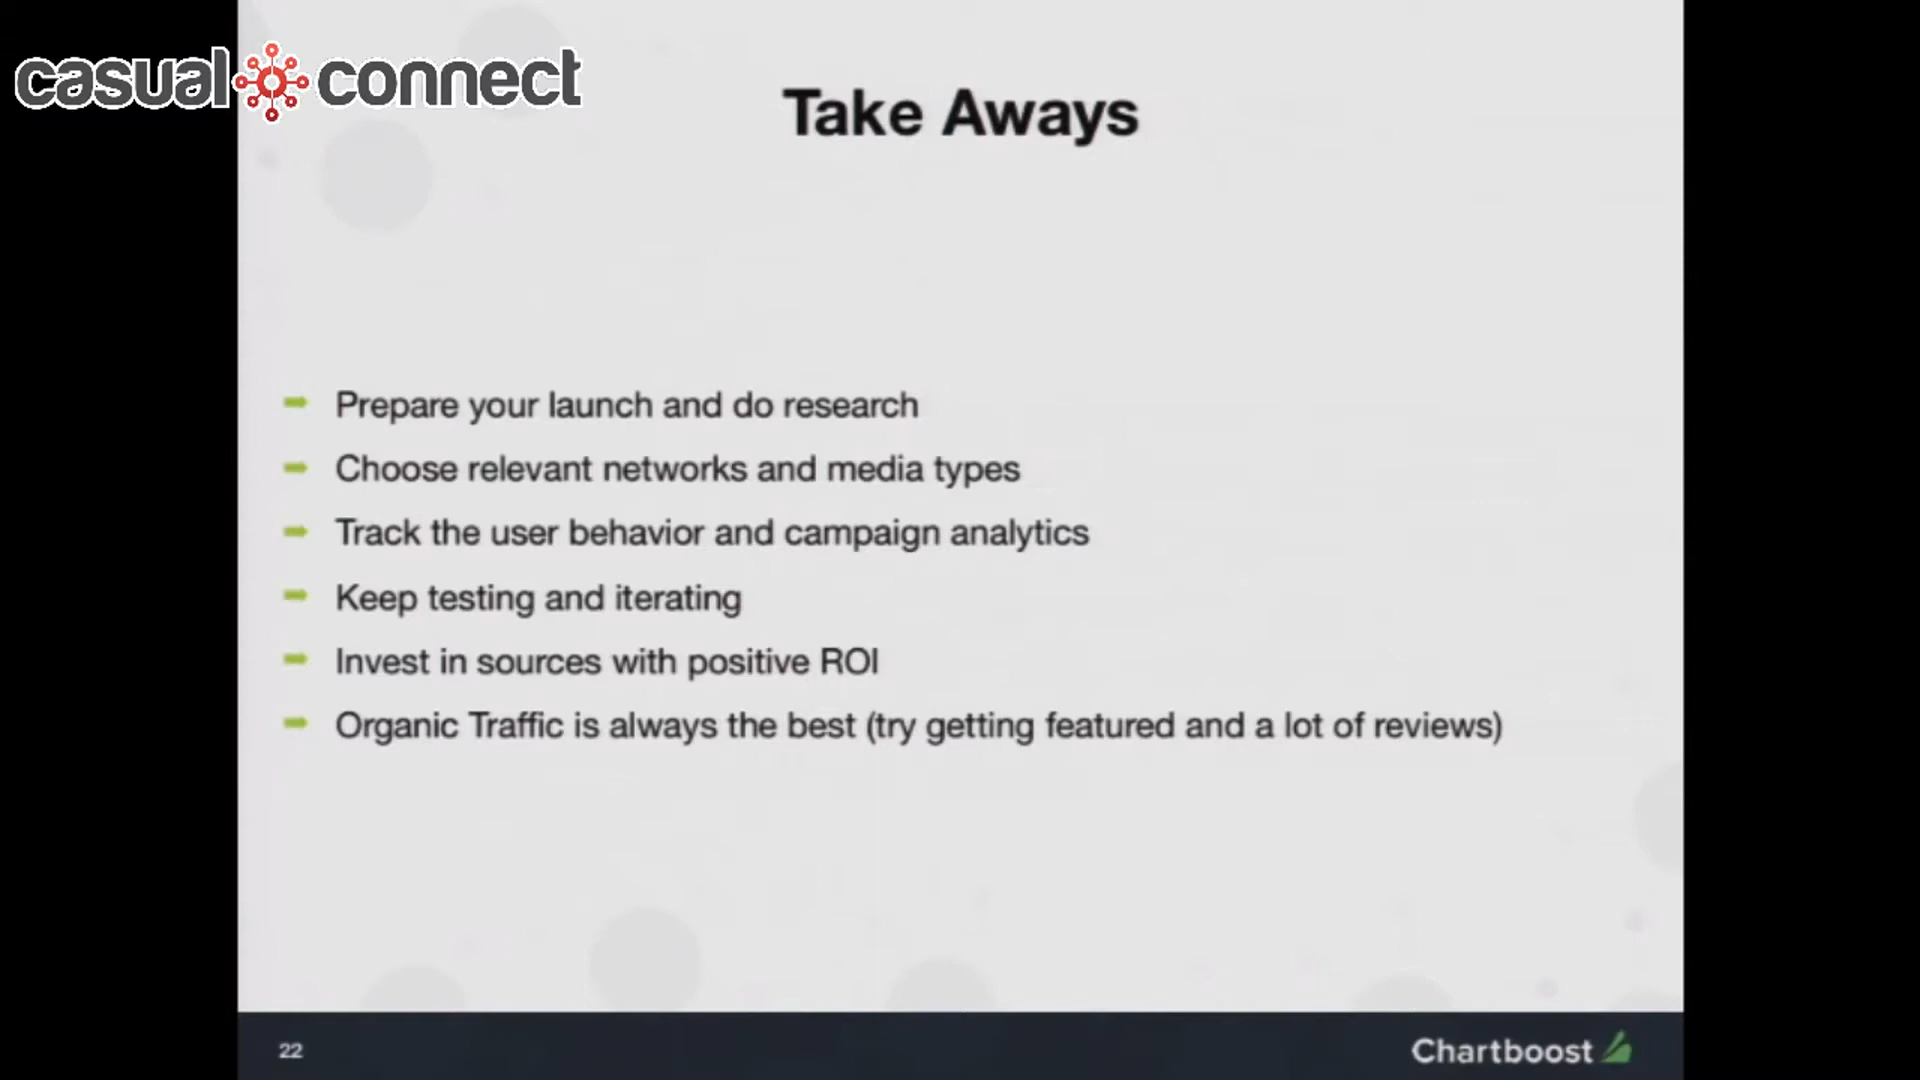 casual connect
Take Aways
Prepare your launch and do research
Choose relevant networks and media types
Track the user behavior and campaign analytics
Keep testing and iterating
Invest in sources with positive ROI
Organic Traffic is always the best (try getting featured and a lot of reviews)
22
Chartboost